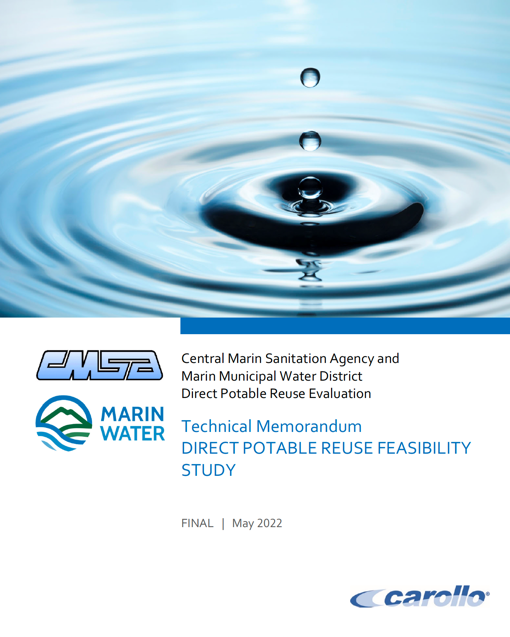 CMSA
MARIN
WATER
Central Marin Sanitation Agency and
Marin Municipal Water District
Direct Potable Reuse Evaluation
Technical Memorandum
DIRECT POTABLE REUSE FEASIBILITY
STUDY
FINAL | May 2022
carollo